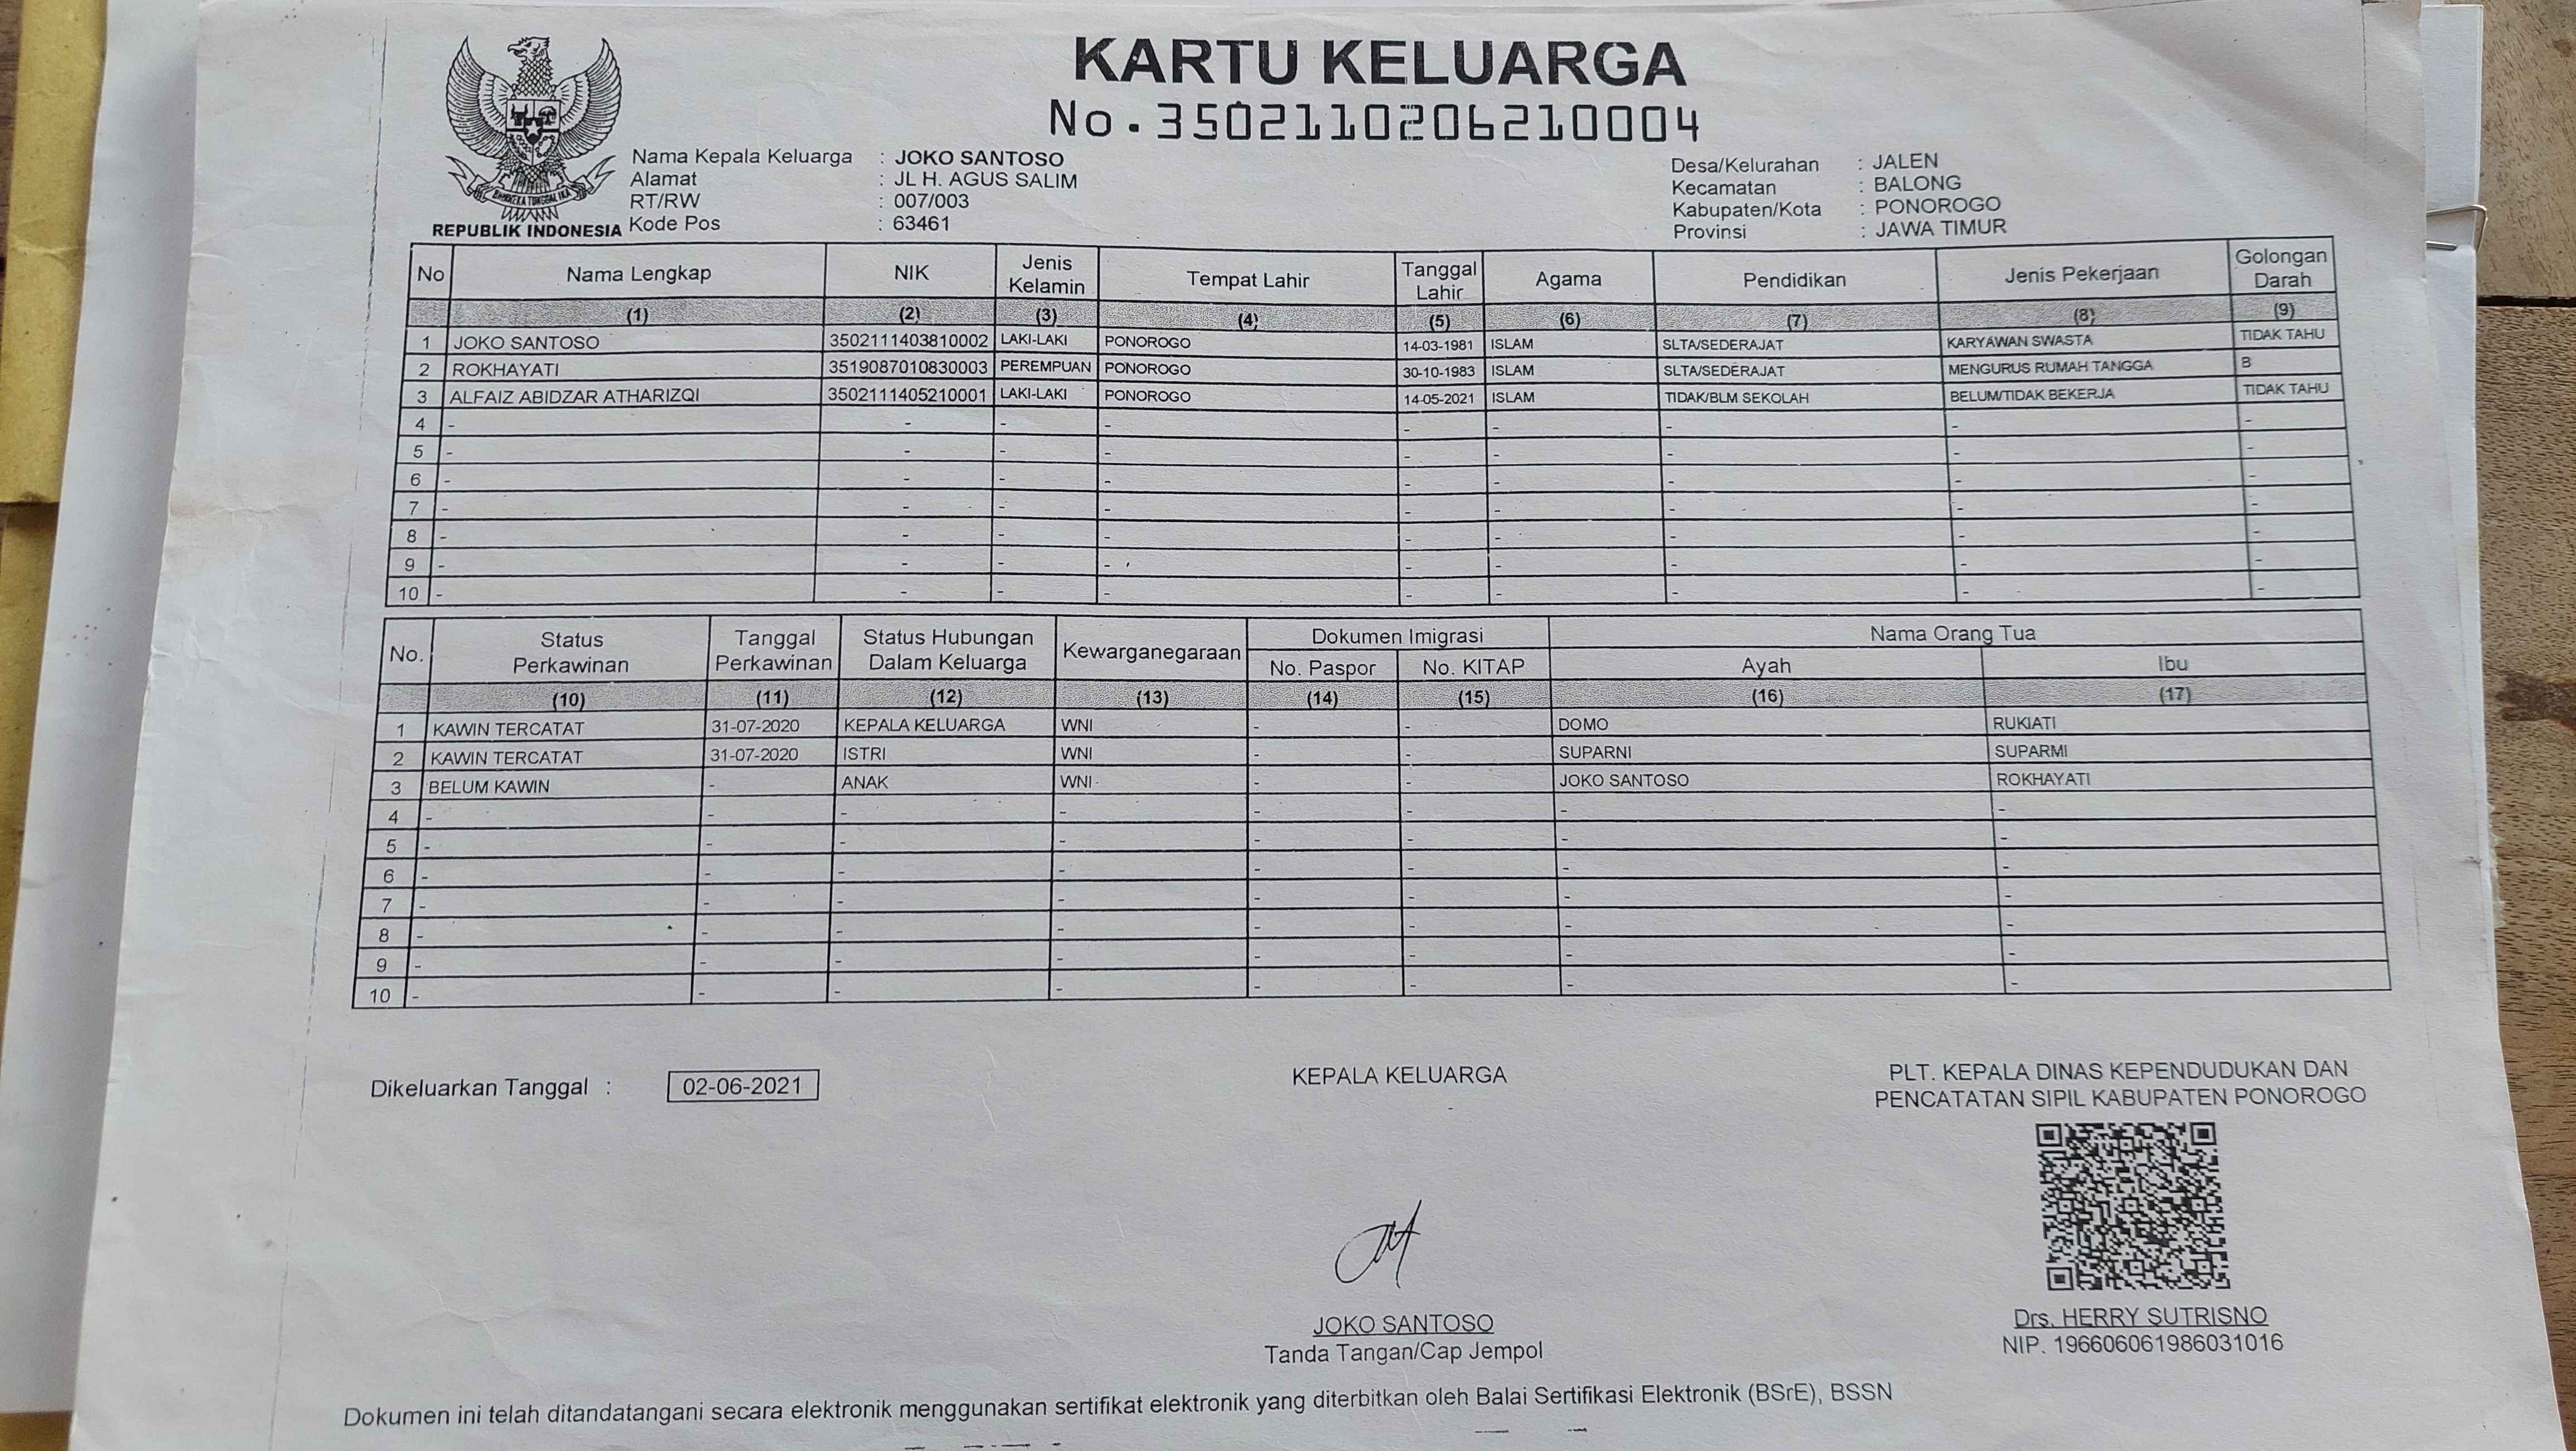 KARTU KELUARGA
No. 3502110206210004
Nama Kepala Keluarga : JOKO SANTOSO
Alamat : JL H. AGUS SALIM
RT/RW : 007/003
Kode Pos : 63461
Desa/Kelurahan : JALEN
Kecamatan : BALONG
Kabupaten/Kota : PONOROGO
Provinsi : JAWA TIMUR
BHINNEKA TUNGGAL IKA
REPUBLIK INDONESIA
No Nama Lengkap NIK Jenis Kelamin Tempat Lahir Tanggal Lahir Agama Pendidikan Jenis Pekerjaan Golongan Darah
(1) (2) (3) (4) (5) (6) (7) (8) (9)
1 JOKO SANTOSO 3502111403810002 LAKI-LAKI PONOROGO 14-03-1981 ISLAM SLTA/SEDERAJAT KARYAWAN SWASTA TIDAK TAHU
2 ROKHAYATI 3519087010830003 PEREMPUAN PONOROGO 30-10-1983 ISLAM SLTA/SEDERAJAT MENGURUS RUMAH TANGGA B
3 ALFAIZ ABIDZAR ATHARIZQI 3502111405210001 LAKI-LAKI PONOROGO 14-05-2021 ISLAM TIDAK/BLM SEKOLAH BELUM/TIDAK BEKERJA TIDAK TAHU
4 - - - - - - - - -
5 - - - - - - - - -
6 - - - - - - - - -
7 - - - - - - - - -
8 - - - - - - - - -
9 - - - - - - - - -
10 - - - - - - - - -
No. Status Perkawinan Tanggal Perkawinan Status Hubungan Dalam Keluarga Kewarganegaraan Dokumen Imigrasi Nama Orang Tua
No. Paspor No. KITAP Ayah Ibu
(10) (11) (12) (13) (14) (15) (16) (17)
1 KAWIN TERCATAT 31-07-2020 KEPALA KELUARGA WNI - - DOMO RUKIATI
2 KAWIN TERCATAT 31-07-2020 ISTRI WNI - - SUPARNI SUPARMI
3 BELUM KAWIN - ANAK WNI - - JOKO SANTOSO ROKHAYATI
4 - - - - - - - -
5 - - - - - - - -
6 - - - - - - - -
7 - - - - - - - -
8 - - - - - - - -
9 - - - - - - - -
10 - - - - - - - -
Dikeluarkan Tanggal : 02-06-2021
KEPALA KELUARGA
JOKO SANTOSO
Tanda Tangan/Cap Jempol
PLT. KEPALA DINAS KEPENDUDUKAN DAN
PENCATATAN SIPIL KABUPATEN PONOROGO
Drs. HERRY SUTRISNO
NIP. 196606061986031016
Dokumen ini telah ditandatangani secara elektronik menggunakan sertifikat elektronik yang diterbitkan oleh Balai Sertifikasi Elektronik (BSrE), BSSN